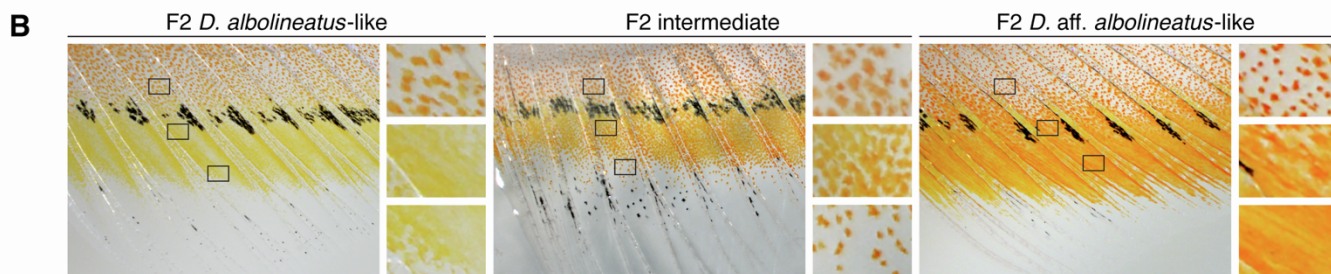 B
F2 D. albolineatus-like
F2 intermediate
F2 D. aff. albolineatus-like